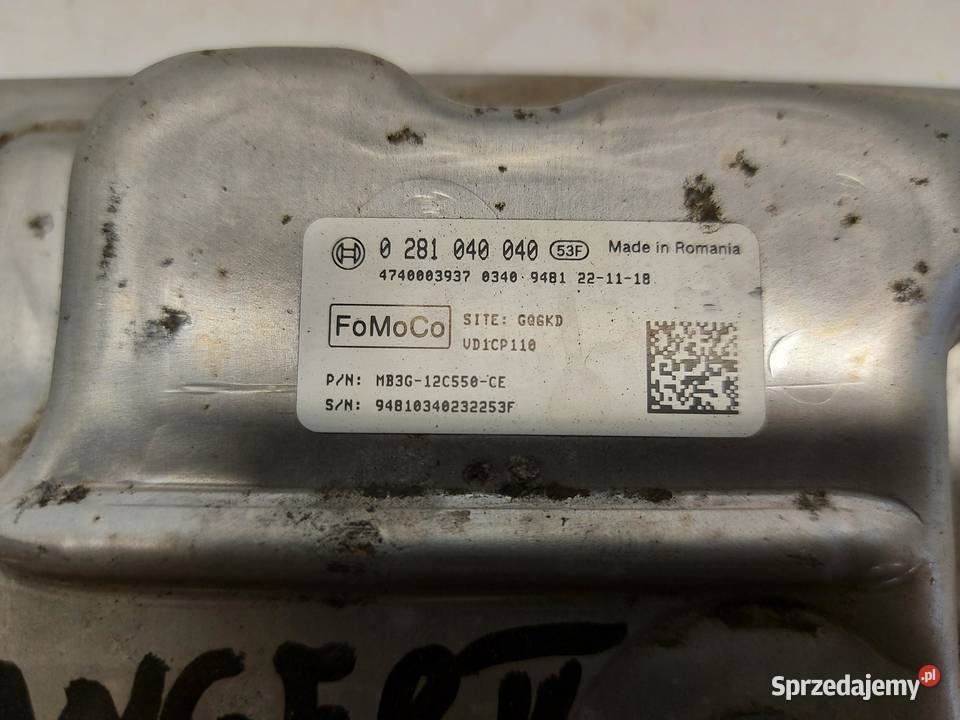 0 281 040 040 53F Made in Romania
4740003937 0340 9481 22-11-18
FoMoCo SITE: GQGKD
VD1CP110
P/N: MB3G-12C550-CE
S/N: 94810340232253F
Sprzedajemy.pl